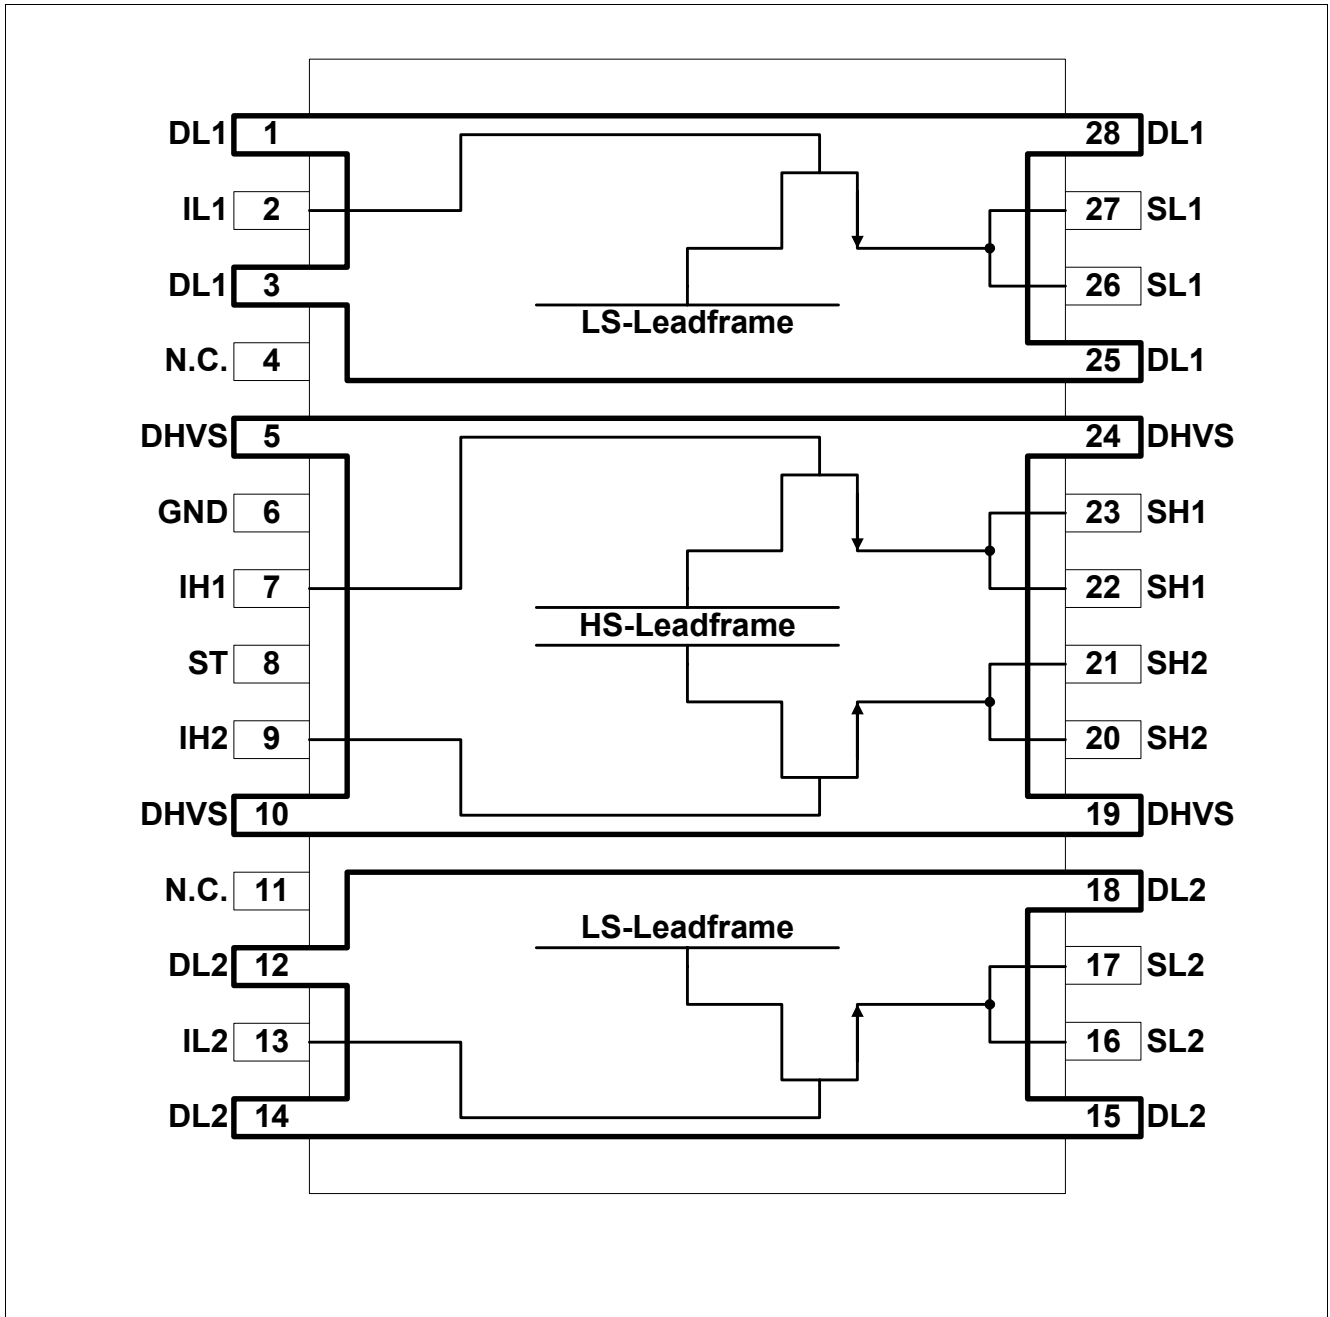 DL1 1 28 DL1
IL1 2 27 SL1
DL1 3 26 SL1
LS-Leadframe
N.C. 4 25 DL1
DHVS 5 24 DHVS
GND 6 23 SH1
IH1 7 22 SH1
HS-Leadframe
ST 8 21 SH2
IH2 9 20 SH2
DHVS 10 19 DHVS
N.C. 11 18 DL2
LS-Leadframe
DL2 12 17 SL2
IL2 13 16 SL2
DL2 14 15 DL2